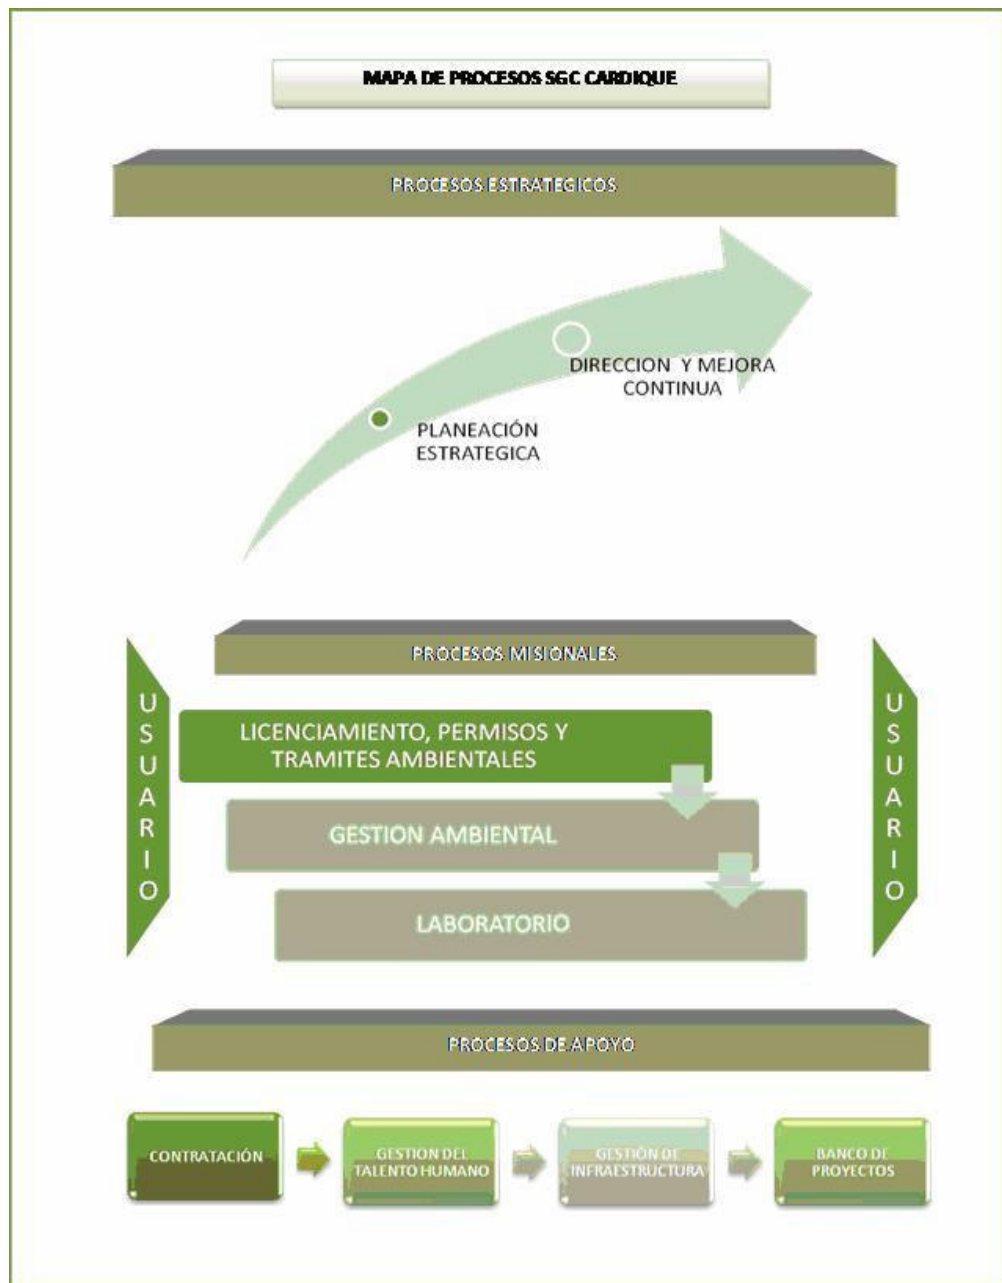 MAPA DE PROCESOS SGC CARDIQUE
PROCESOS ESTRATEGICOS
DIRECCION Y MEJORA
CONTINUA
PLANEACIÓN
ESTRATEGICA
PROCESOS MISIONALES
USUARIO
LICENCIAMIENTO, PERMISOS Y
TRAMITES AMBIENTALES
GESTION AMBIENTAL
LABORATORIO
USUARIO
PROCESOS DE APOYO
CONTRATACIÓN
GESTION DEL
TALENTO HUMANO
GESTIÓN DE
INFRAESTRUCTURA
BANCO DE
PROYECTOS